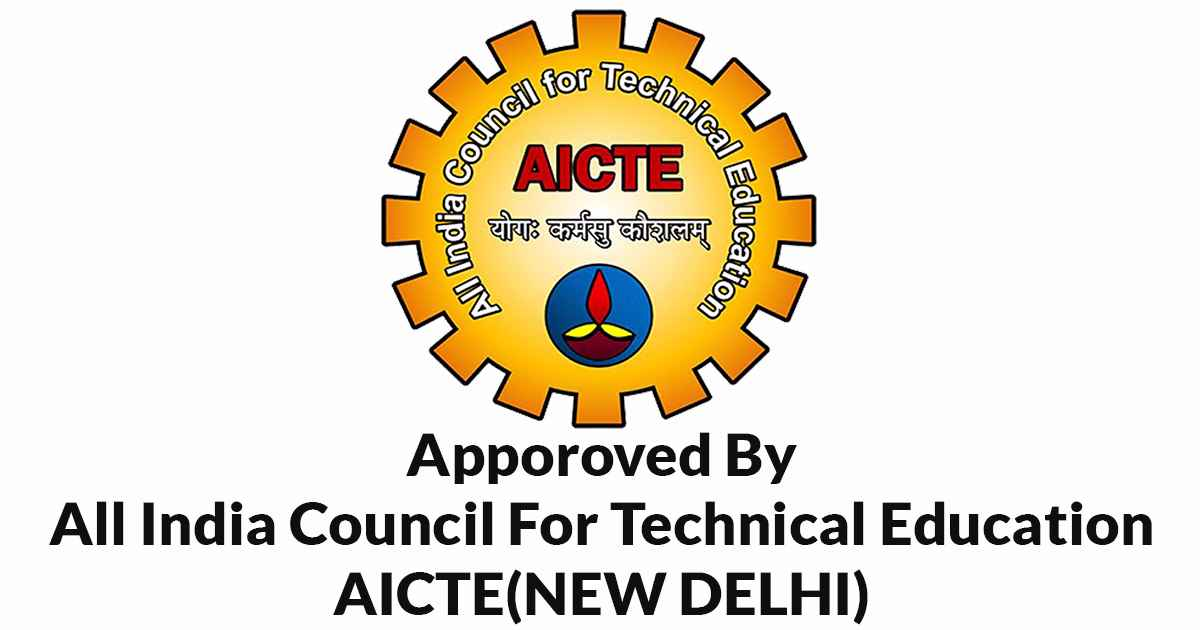 All India Council for Technical Education
AICTE
योगः कर्मसु कौशलम्
Apporoved By
All India Council For Technical Education
AICTE(NEW DELHI)